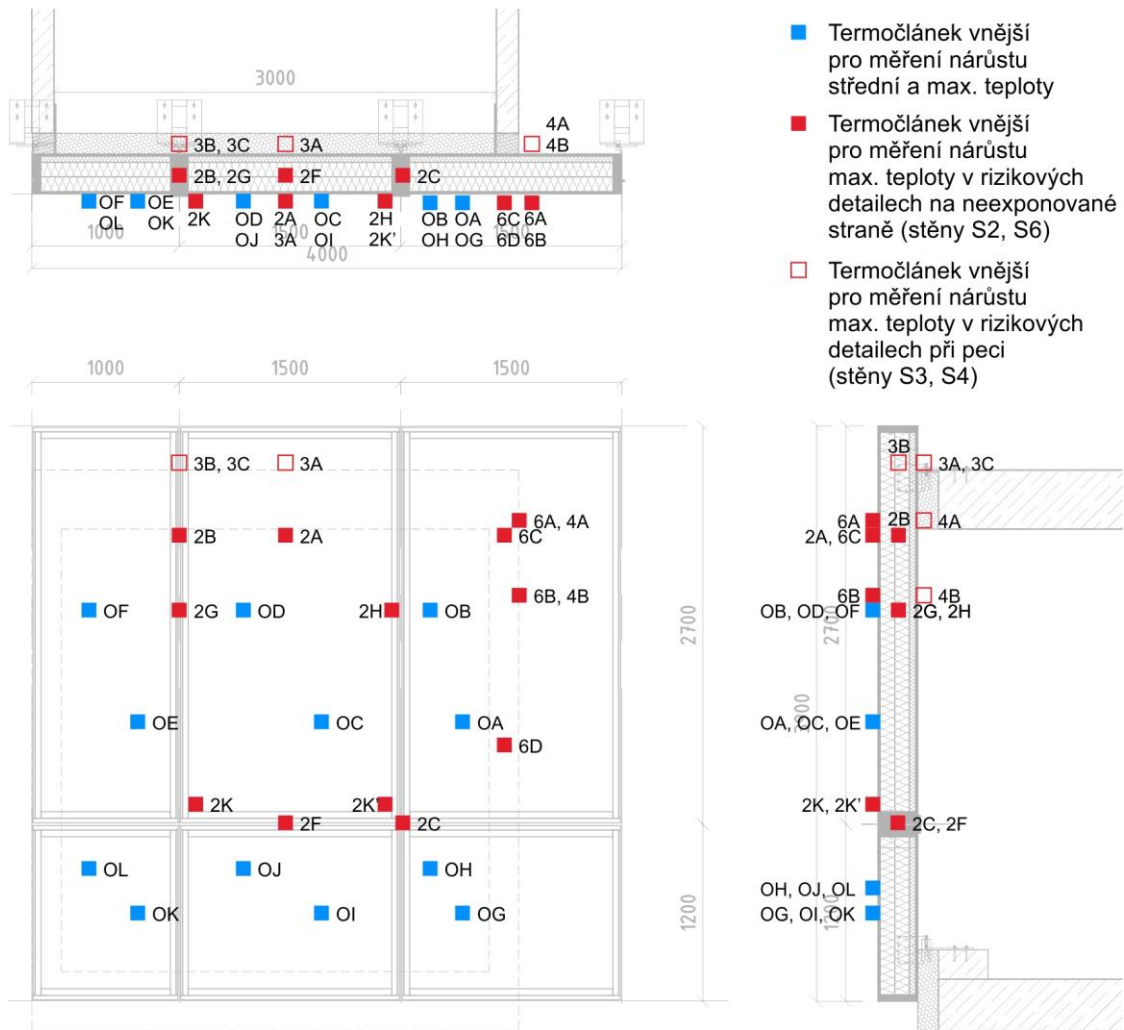 Termočlánek vnější
pro měření nárůstu
střední a max. teploty
Termočlánek vnější
pro měření nárůstu
max. teploty v rizikových
detailech na neexponované
straně (stěny S2, S6)
Termočlánek vnější
pro měření nárůstu
max. teploty v rizikových
detailech při peci
(stěny S3, S4)
3000
4A
3B, 3C
3A
4B
2B, 2G
2F
2C
OF
OE
2K
OD
2A
OC
2H
OB
OA
6C
6A
OL
OK
OJ
3A
OI
2K’
OH
OG
6D
6B
1000
1500
1500
4000
1000
1500
1500
3B, 3C
3A
6A, 4A
2B
2A
6C
6B, 4B
OF
2G
OD
2H
OB
2700
OE
OC
OA
6D
2K
2K’
2F
2C
OL
OJ
OH
OK
OI
OG
1200
3B
3A, 3C
6A
2B
4A
2A, 6C
6B
4B
OB, OD, OF
2G, 2H
2700
OA, OC, OE
3900
2K, 2K’
2C, 2F
OH, OJ, OL
OG, OI, OK
1200